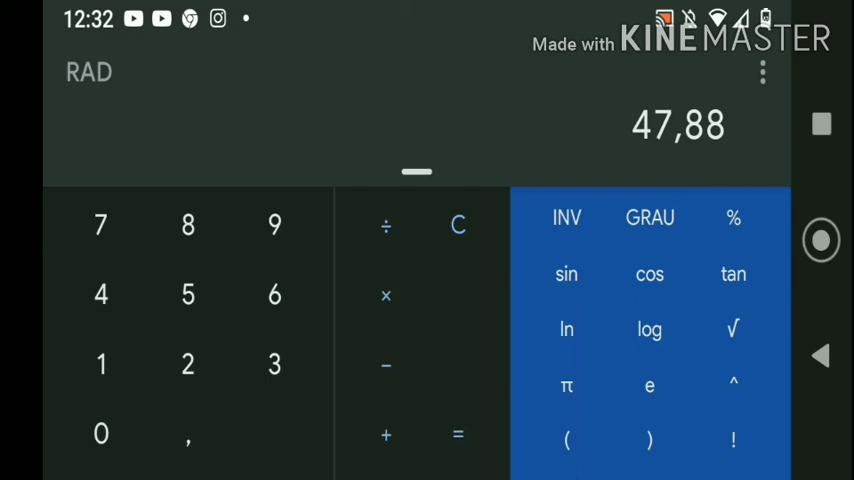 12:32
Made with KINEMASTER
RAD
47,88
7 8 9 ÷ C INV GRAU %
4 5 6 × sin cos tan
ln log √
1 2 3 − π e ^
0 , + = ( ) !